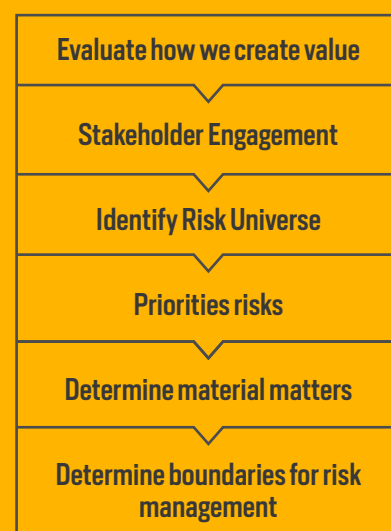 Evaluate how we create value
Stakeholder Engagement
Identify Risk Universe
Priorities risks
Determine material matters
Determine boundaries for risk
management